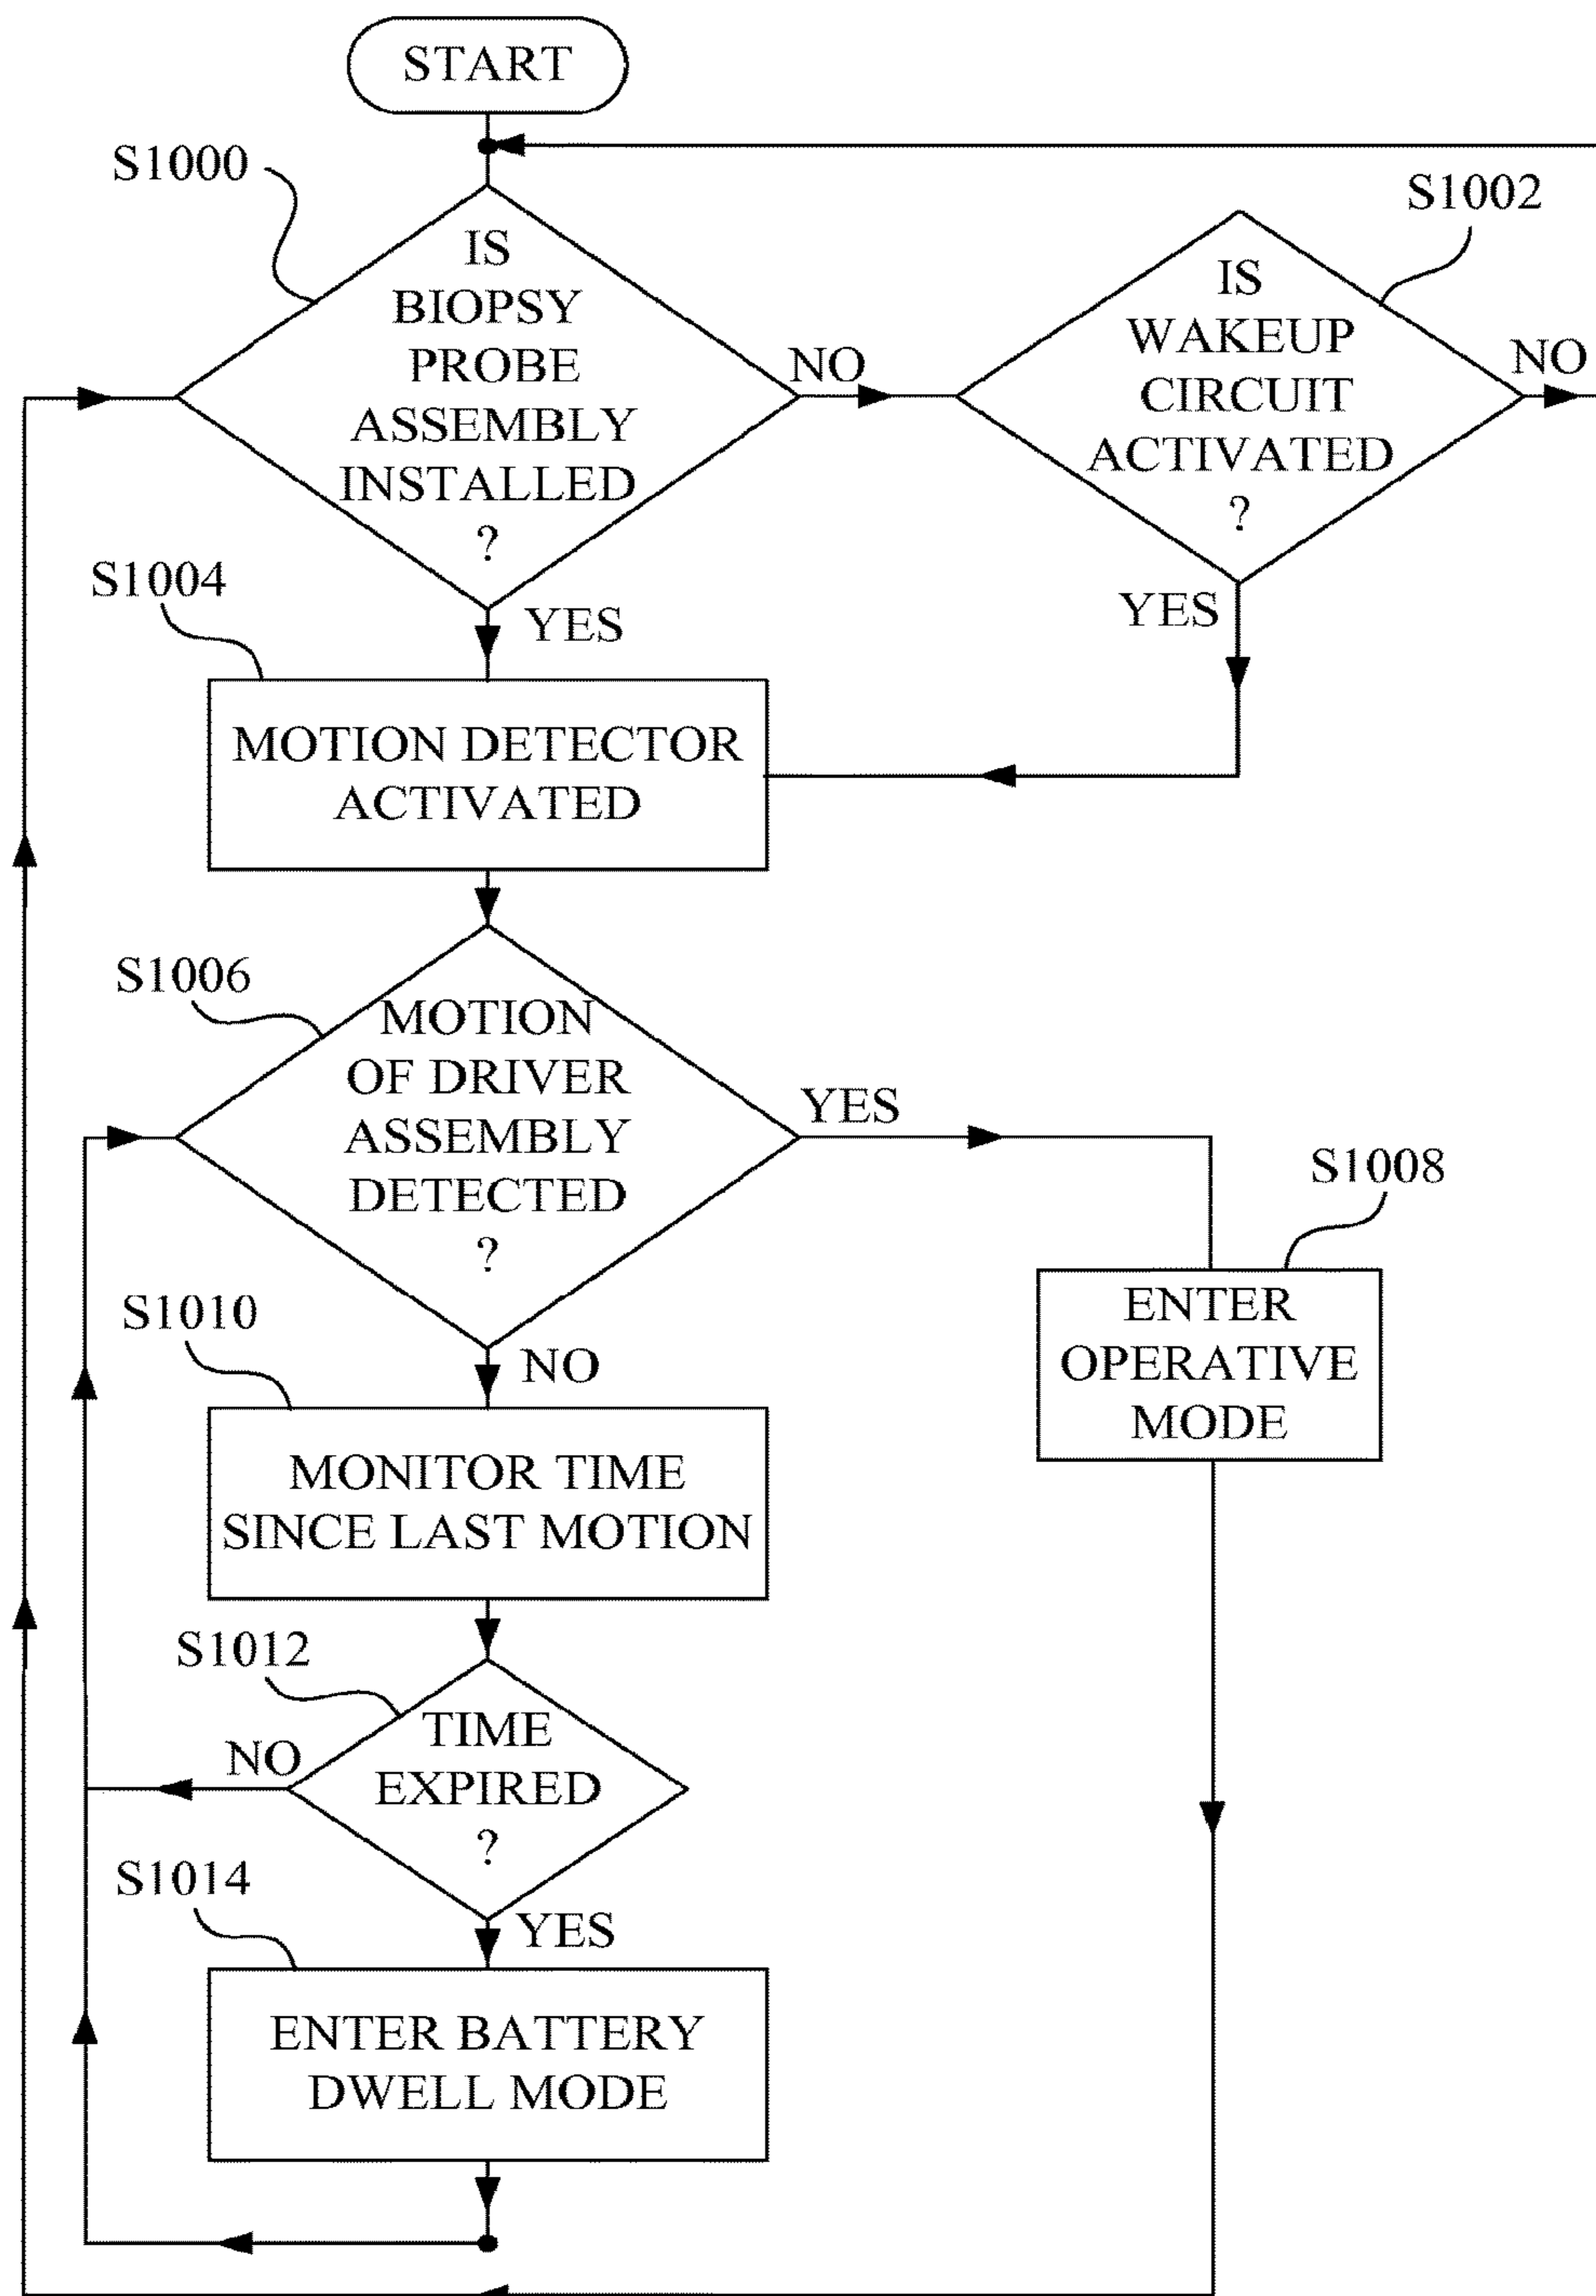 START
S1000
IS
BIOPSY
PROBE
ASSEMBLY
INSTALLED
?
NO
S1002
IS
WAKEUP
CIRCUIT
ACTIVATED
?
NO
YES
YES
S1004
MOTION DETECTOR
ACTIVATED
S1006
MOTION
OF DRIVER
ASSEMBLY
DETECTED
?
YES
S1008
ENTER
OPERATIVE
MODE
NO
S1010
MONITOR TIME
SINCE LAST MOTION
S1012
TIME
EXPIRED
?
NO
YES
S1014
ENTER BATTERY
DWELL MODE